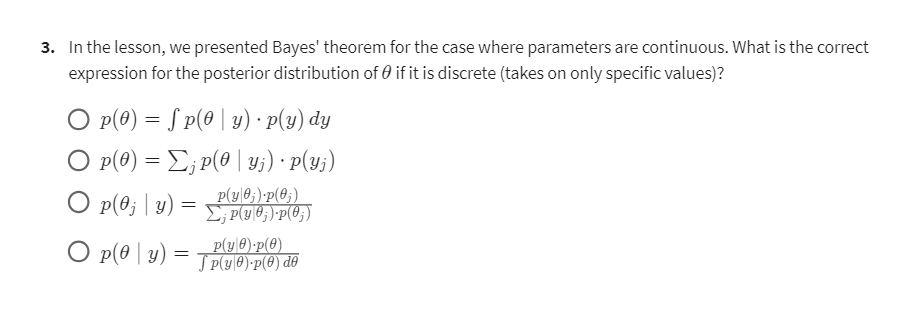 3. In the lesson, we presented Bayes' theorem for the case where parameters are continuous. What is the correct
expression for the posterior distribution of θ if it is discrete (takes on only specific values)?
p(θ) = ∫ p(θ | y) · p(y) dy
p(θ) = ∑ⱼ p(θ | yⱼ) · p(yⱼ)
p(θⱼ | y) = p(y|θⱼ)·p(θⱼ) / ∑ⱼ p(y|θⱼ)·p(θⱼ)
p(θ | y) = p(y|θ)·p(θ) / ∫ p(y|θ)·p(θ) dθ